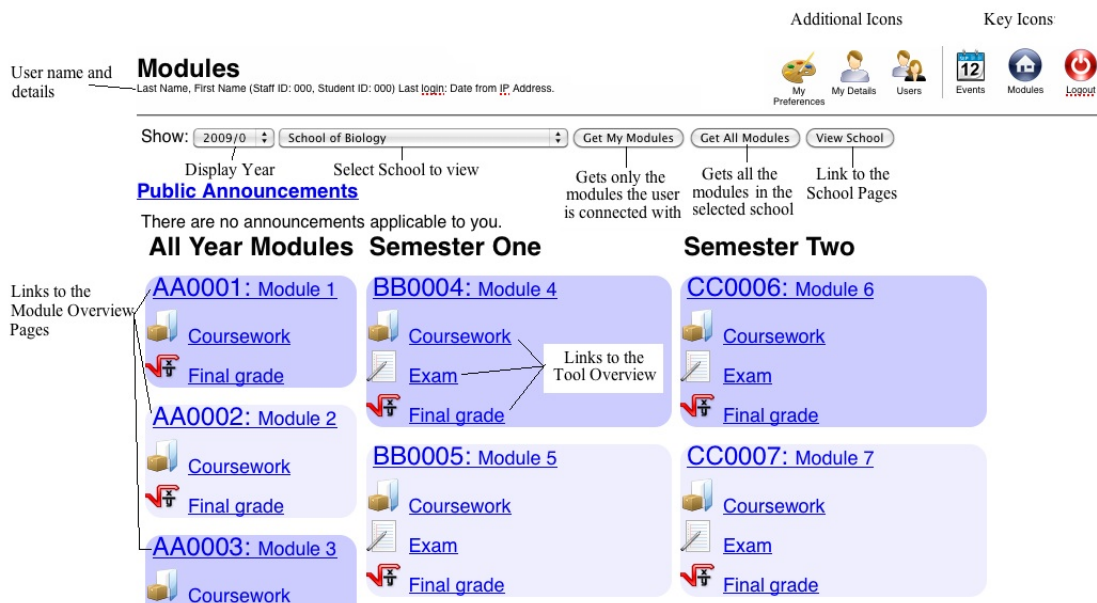 Additional Icons
Key Icons
User name and
details
Modules
Last Name, First Name (Staff ID: 000, Student ID: 000) Last login: Date from IP Address.
My
Preferences
My Details
Users
12
Events
Modules
Logout
Show:
2009/0
School of Biology
Get My Modules
Get All Modules
View School
Display Year
Select School to view
Gets only the
modules the user
is connected with
Gets all the
modules in the
selected school
Link to the
School Pages
Public Announcements
There are no announcements applicable to you.
All Year Modules
Semester One
Semester Two
Links to the
Module Overview
Pages
AA0001: Module 1
Coursework
Final grade
AA0002: Module 2
Coursework
Final grade
AA0003: Module 3
Coursework
BB0004: Module 4
Coursework
Exam
Final grade
Links to the
Tool Overview
BB0005: Module 5
Coursework
Exam
Final grade
CC0006: Module 6
Coursework
Exam
Final grade
CC0007: Module 7
Coursework
Exam
Final grade